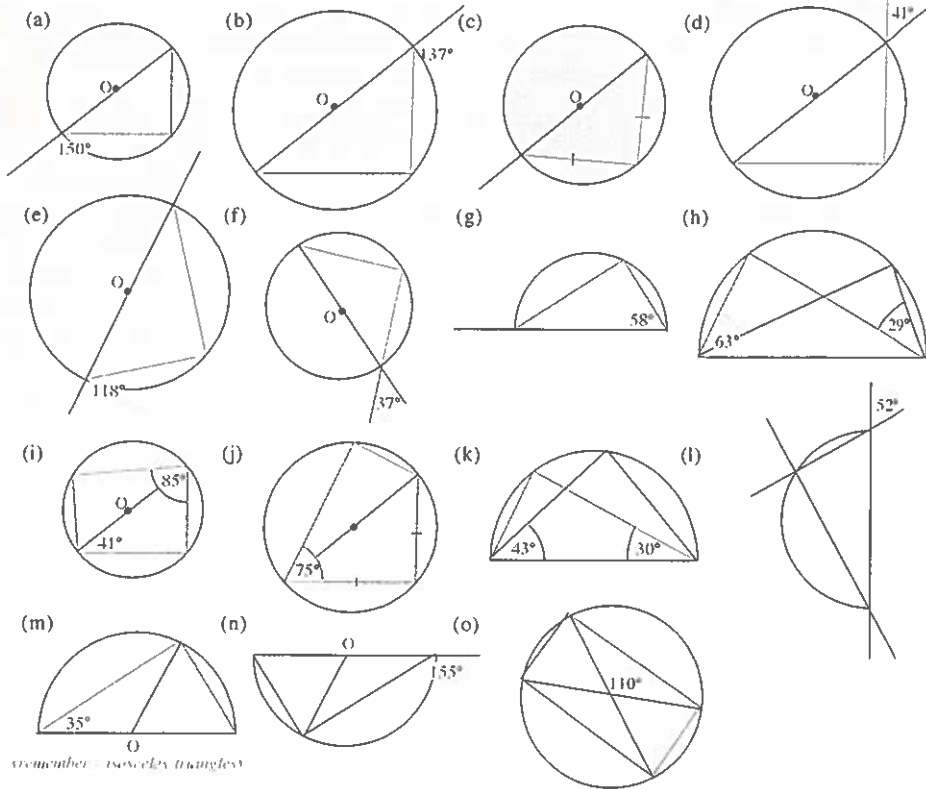 (a)
O
150°
(b)
137°
O
(c)
O
(d)
41°
O
(e)
O
118°
(f)
O
37°
(g)
58°
(h)
63°
29°
(i)
85°
O
41°
(j)
75°
(k)
43°
30°
(l)
52°
(m)
35°
O
(remember: isosceles triangles)
(n)
O
155°
(o)
110°